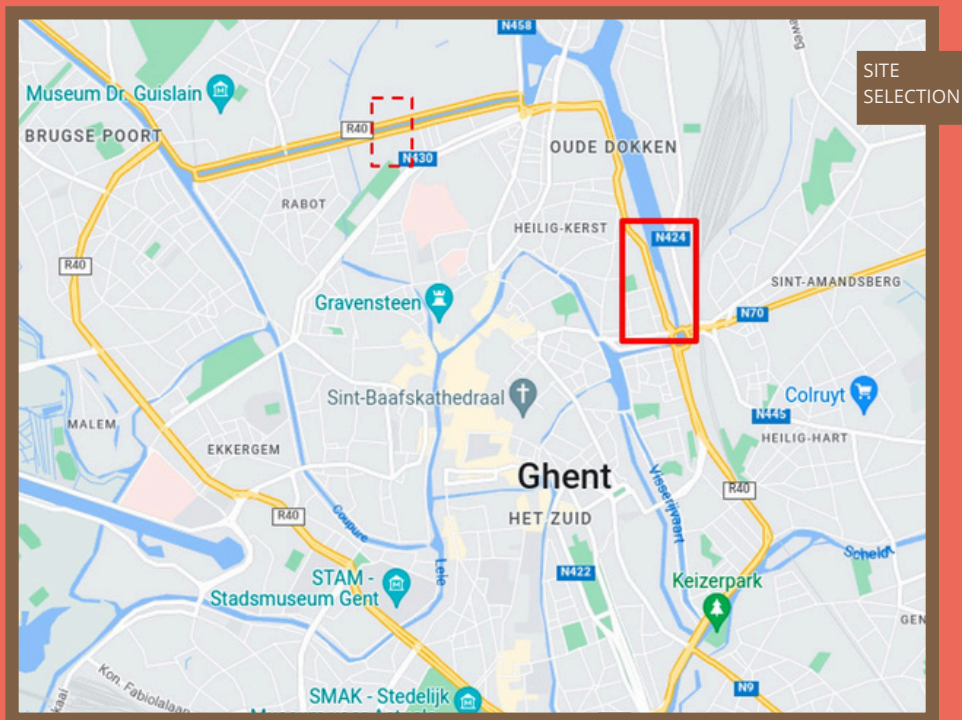 N458
SITE
SELECTION
Museum Dr. Guislain
BRUGSE POORT
R40
N430
OUDE DOKKEN
RABOT
HEILIG-KERST
N424
R40
SINT-AMANDSBERG
Gravensteen
N70
Sint-Baafskathedraal
Colruyt
MALEM
N445
EKKERGEM
HEILIG-HART
Ghent
Visserijvaart
R40
R40
Coupure
HET ZUID
Leie
Scheldt
STAM -
Stadsmuseum Gent
N422
Keizerpark
GEN
Kon. Fabiolalaan
SMAK - Stedelijk
N9